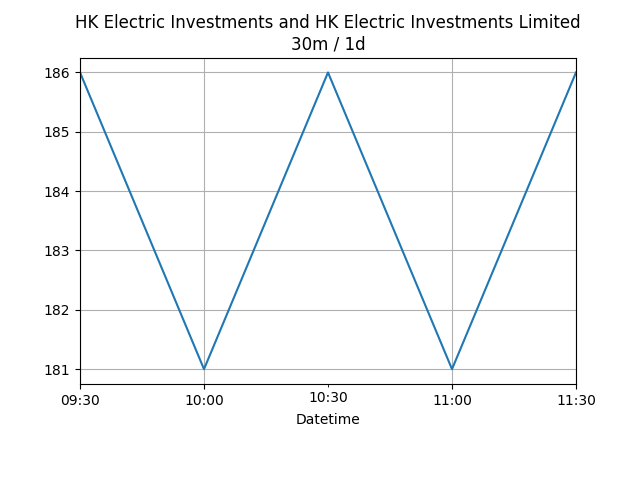 HK Electric Investments and HK Electric Investments Limited
30m / 1d
186
185
184
183
182
181
09:30 10:00 10:30 11:00 11:30
Datetime